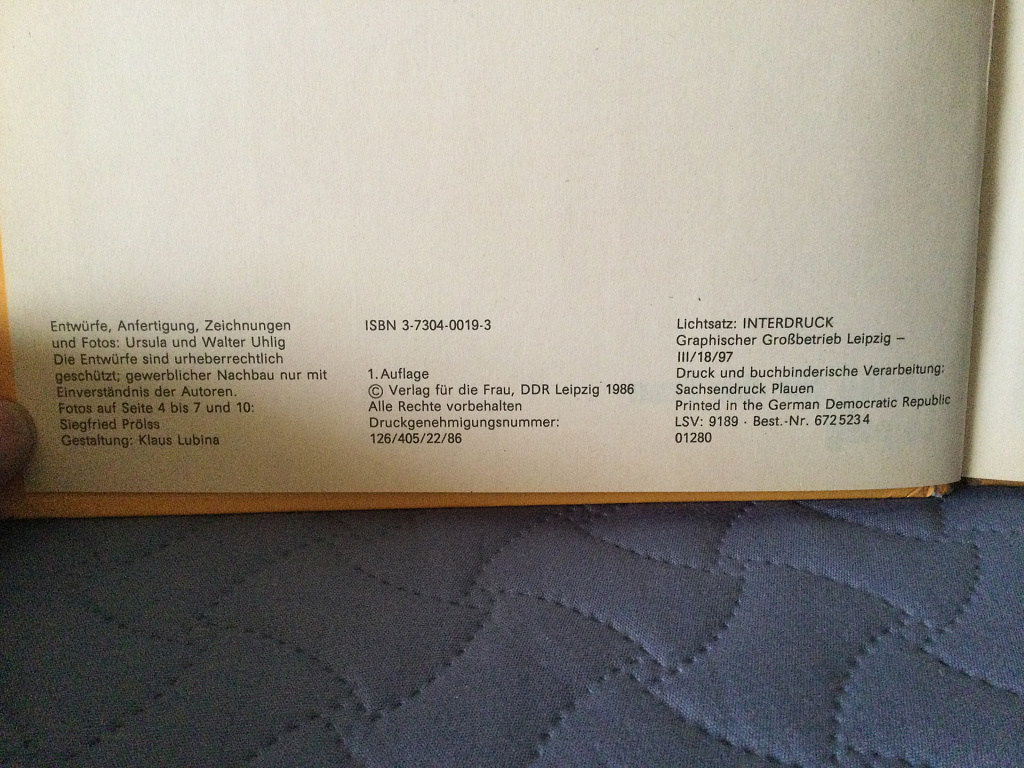 Entwürfe, Anfertigung, Zeichnungen
und Fotos: Ursula und Walter Uhlig
Die Entwürfe sind urheberrechtlich
geschützt; gewerblicher Nachbau nur mit
Einverständnis der Autoren.
Fotos auf Seite 4 bis 7 und 10:
Siegfried Prölss
Gestaltung: Klaus Lubina
ISBN 3-7304-0019-3
1. Auflage
© Verlag für die Frau, DDR Leipzig 1986
Alle Rechte vorbehalten
Druckgenehmigungsnummer:
126/405/22/86
Lichtsatz: INTERDRUCK
Graphischer Großbetrieb Leipzig –
III/18/97
Druck und buchbinderische Verarbeitung:
Sachsendruck Plauen
Printed in the German Democratic Republic
LSV: 9189 · Best.-Nr. 672 523 4
01280